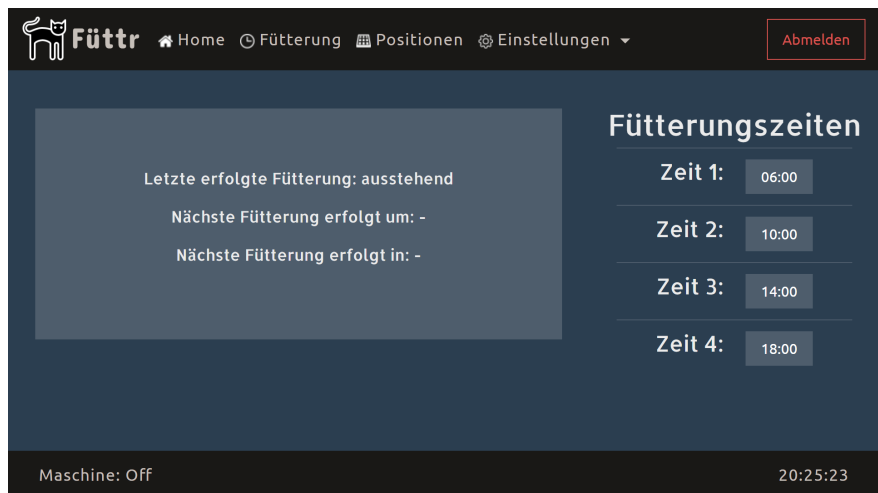 Füttr Home Fütterung Positionen Einstellungen Abmelden
Letzte erfolgte Fütterung: ausstehend
Nächste Fütterung erfolgt um: -
Nächste Fütterung erfolgt in: -
Fütterungszeiten
Zeit 1: 06:00
Zeit 2: 10:00
Zeit 3: 14:00
Zeit 4: 18:00
Maschine: Off 20:25:23